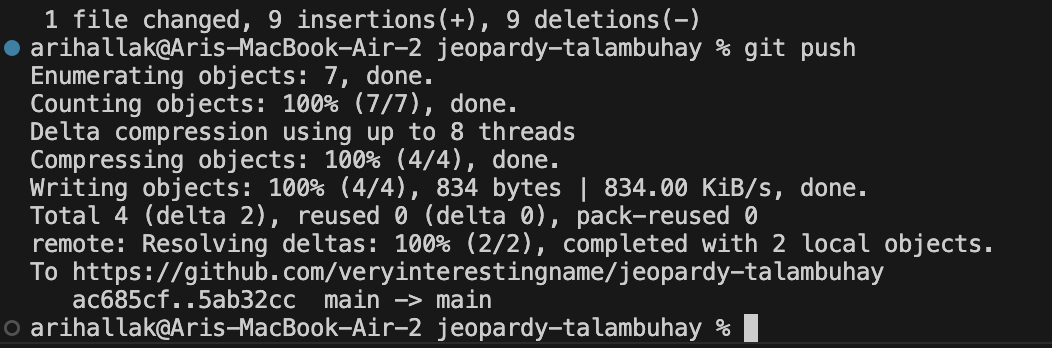 1 file changed, 9 insertions(+), 9 deletions(-)
arihallak@Aris-MacBook-Air-2 jeopardy-talambuhay % git push
Enumerating objects: 7, done.
Counting objects: 100% (7/7), done.
Delta compression using up to 8 threads
Compressing objects: 100% (4/4), done.
Writing objects: 100% (4/4), 834 bytes | 834.00 KiB/s, done.
Total 4 (delta 2), reused 0 (delta 0), pack-reused 0
remote: Resolving deltas: 100% (2/2), completed with 2 local objects.
To https://github.com/veryinterestingname/jeopardy-talambuhay
   ac685cf..5ab32cc  main -> main
arihallak@Aris-MacBook-Air-2 jeopardy-talambuhay %